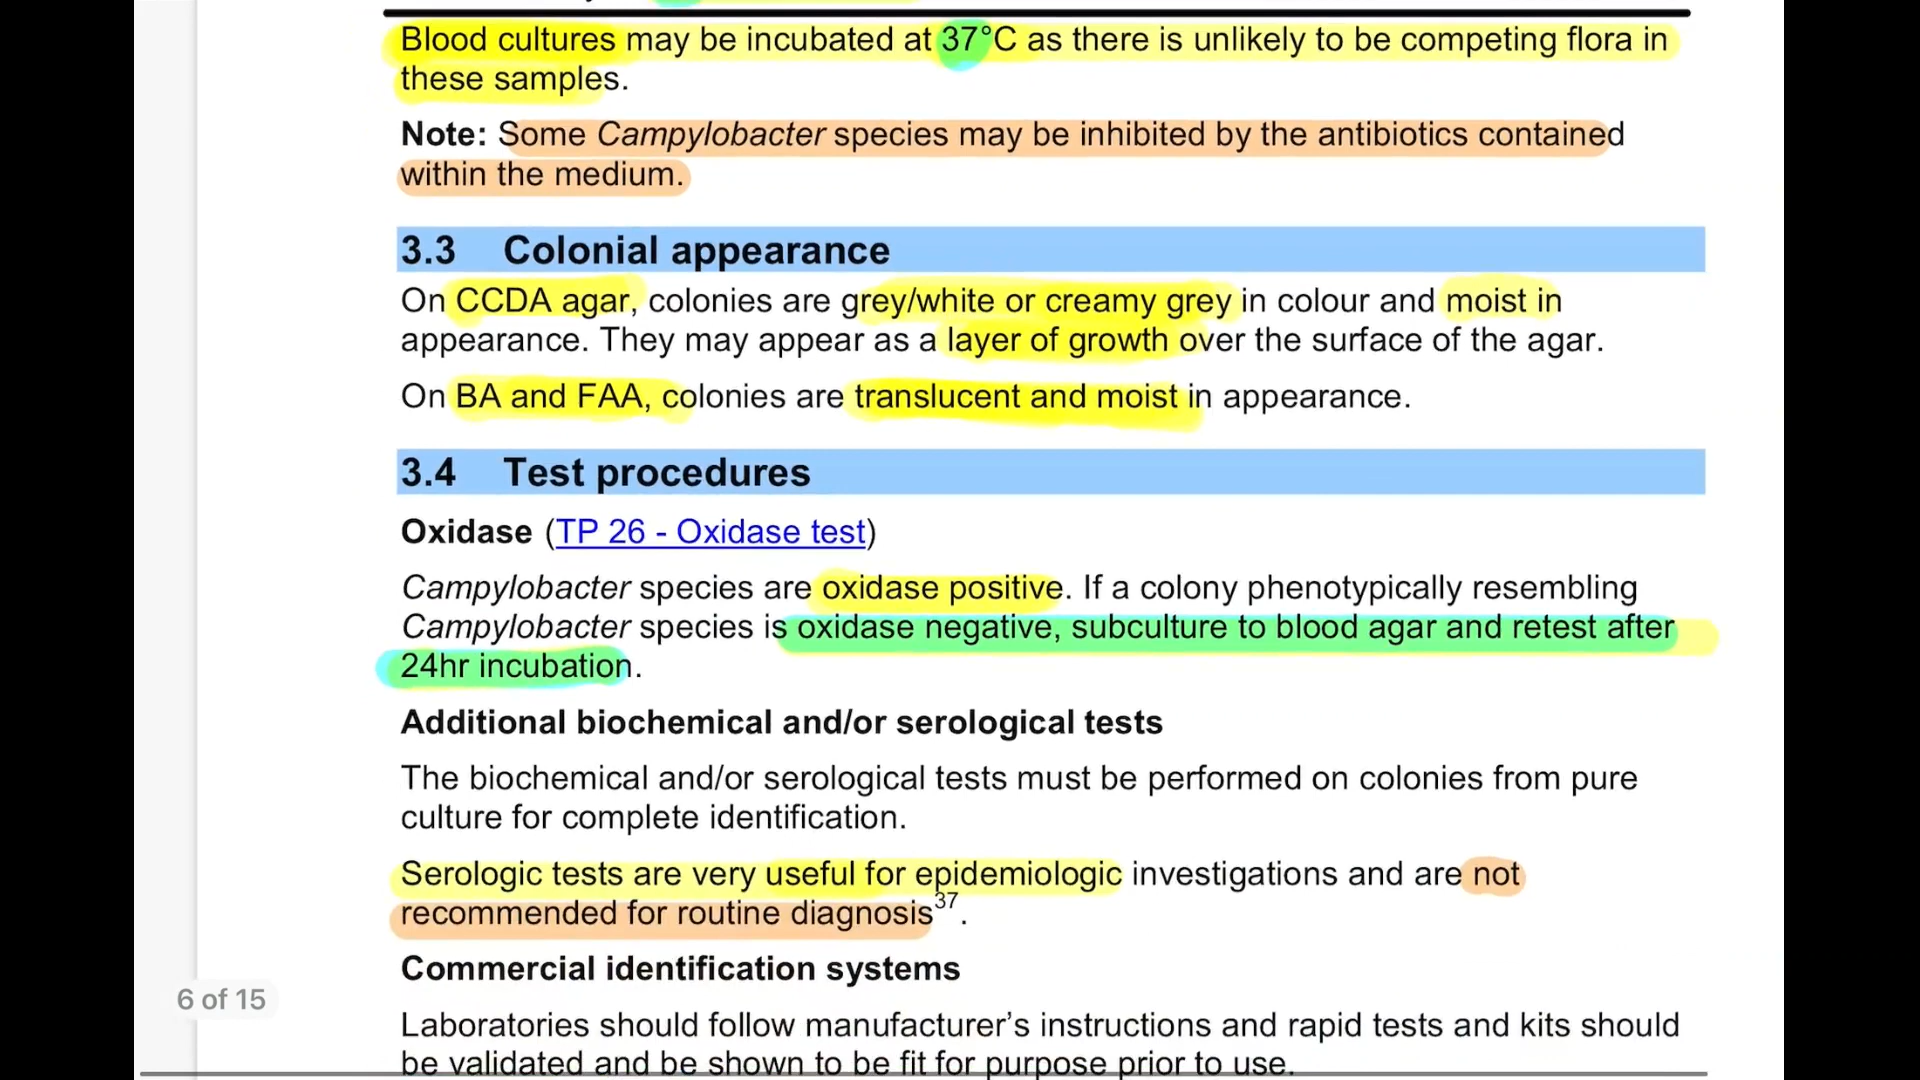 Blood cultures may be incubated at 37°C as there is unlikely to be competing flora in
these samples.
Note: Some Campylobacter species may be inhibited by the antibiotics contained
within the medium.
3.3 Colonial appearance
On CCDA agar, colonies are grey/white or creamy grey in colour and moist in
appearance. They may appear as a layer of growth over the surface of the agar.
On BA and FAA, colonies are translucent and moist in appearance.
3.4 Test procedures
Oxidase (TP 26 - Oxidase test)
Campylobacter species are oxidase positive. If a colony phenotypically resembling
Campylobacter species is oxidase negative, subculture to blood agar and retest after
24hr incubation.
Additional biochemical and/or serological tests
The biochemical and/or serological tests must be performed on colonies from pure
culture for complete identification.
Serologic tests are very useful for epidemiologic investigations and are not
recommended for routine diagnosis37.
Commercial identification systems
6 of 15
Laboratories should follow manufacturer’s instructions and rapid tests and kits should
be validated and be shown to be fit for purpose prior to use.